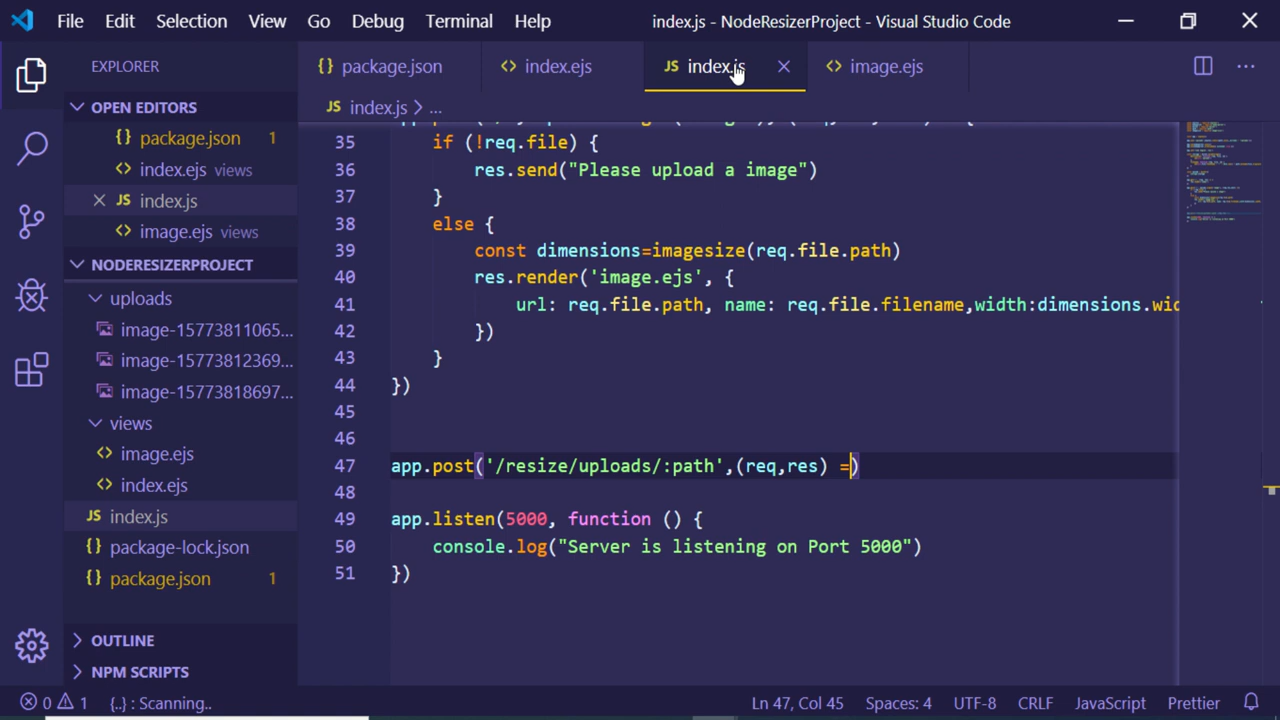 File Edit Selection View Go Debug Terminal Help index.js - NodeResizerProject - Visual Studio Code
EXPLORER
{} package.json <> index.ejs JS index.js <> image.ejs
OPEN EDITORS
{} package.json 1
<> index.ejs views
JS index.js
<> image.ejs views
NODERESIZERPROJECT
uploads
image-15773811065...
image-15773812369...
image-15773818697...
views
<> image.ejs
<> index.ejs
JS index.js
{} package-lock.json
{} package.json 1
OUTLINE
NPM SCRIPTS
JS index.js > ...
35 if (!req.file) {
36 res.send("Please upload a image")
37 }
38 else {
39 const dimensions=imagesize(req.file.path)
40 res.render('image.ejs', {
41 url: req.file.path, name: req.file.filename,width:dimensions.wid
42 })
43 }
44 })
45
46
47 app.post('/resize/uploads/:path',(req,res) =)
48
49 app.listen(5000, function () {
50 console.log("Server is listening on Port 5000")
51 })
0 1 {..} : Scanning.. Ln 47, Col 45 Spaces: 4 UTF-8 CRLF JavaScript Prettier